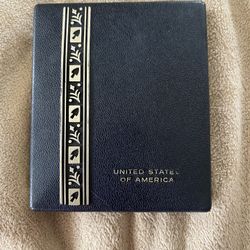 UNITED STATES
OF AMERICA